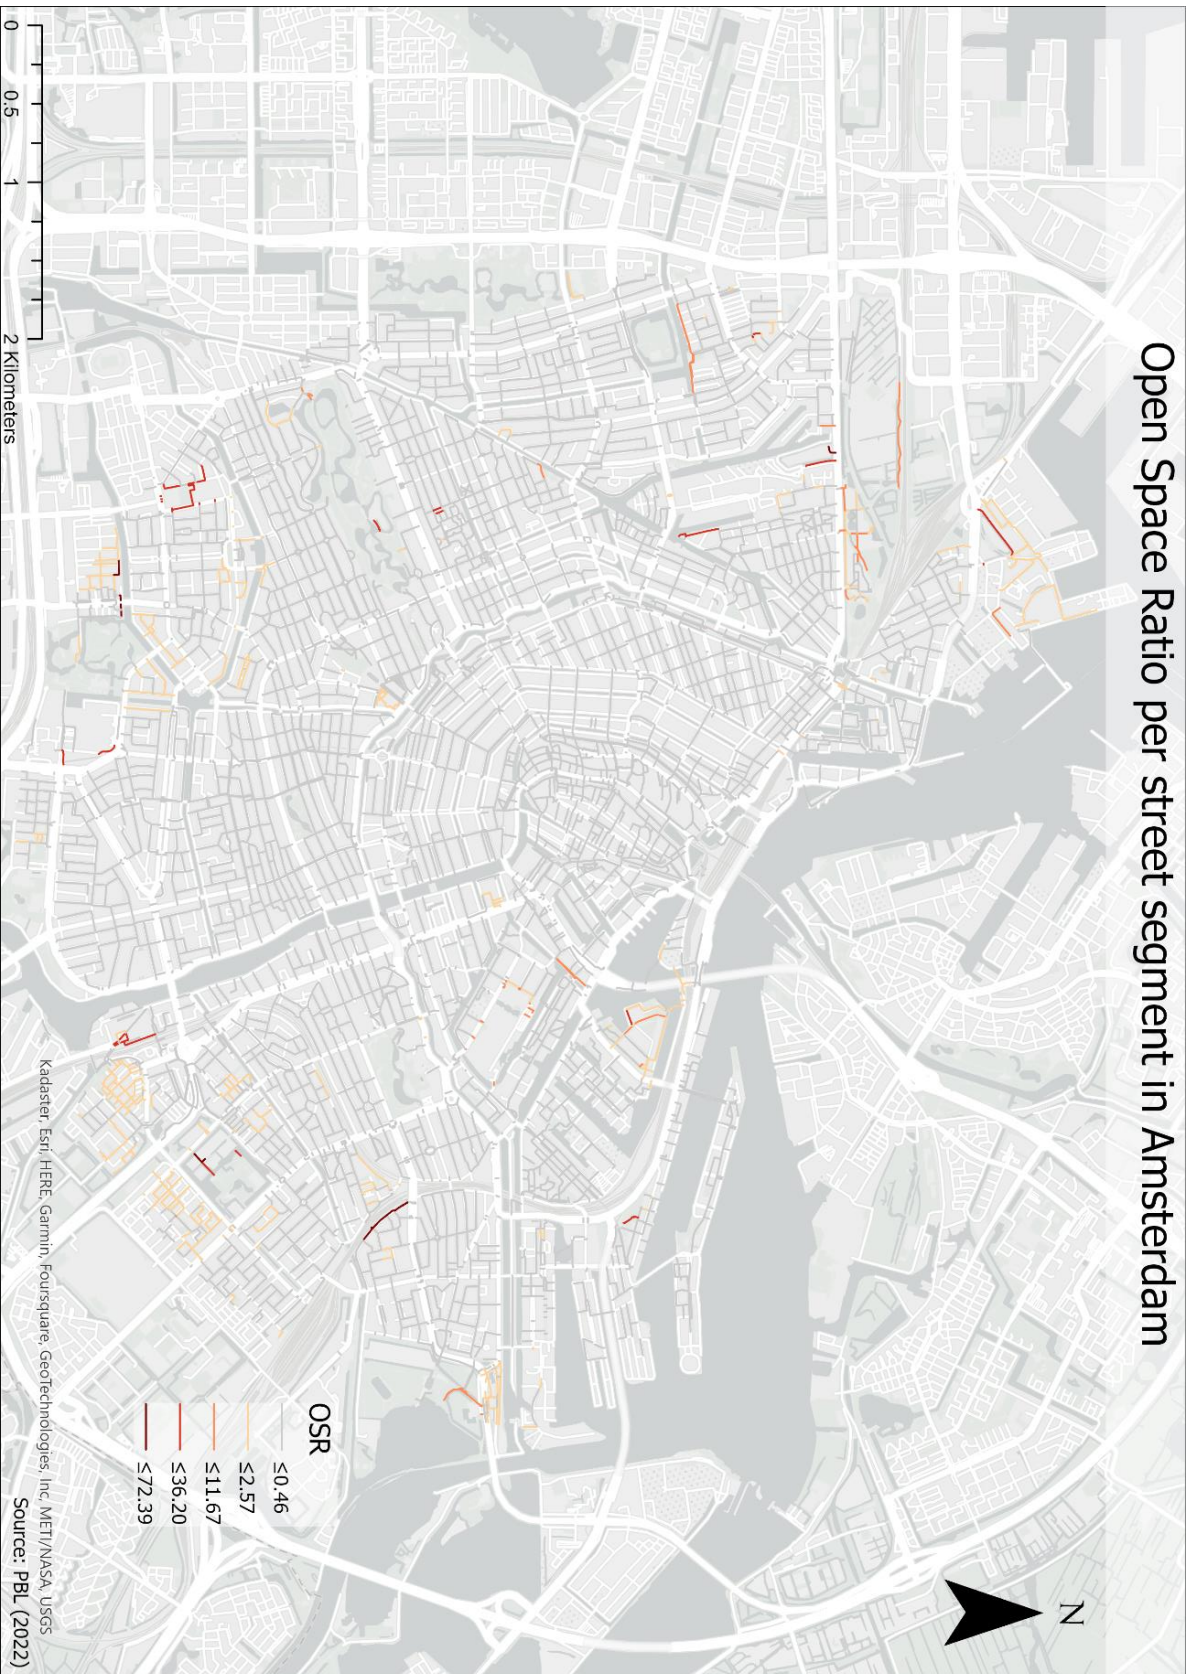 Open Space Ratio per street segment in Amsterdam
N
OSR
≤0.46
≤2.57
≤11.67
≤36.20
≤72.39
0 0.5 1 2 Kilometers
Kadaster, Esri, HERE, Garmin, Foursquare, GeoTechnologies, Inc, METI/NASA, USGS
Source: PBL (2022)